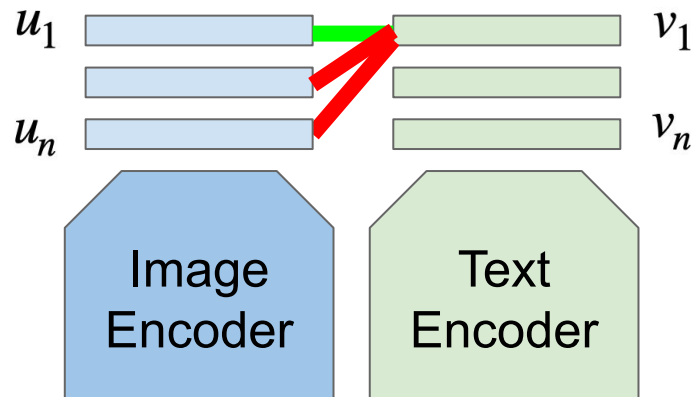 u₁ v₁
uₙ vₙ
Image Text
Encoder Encoder